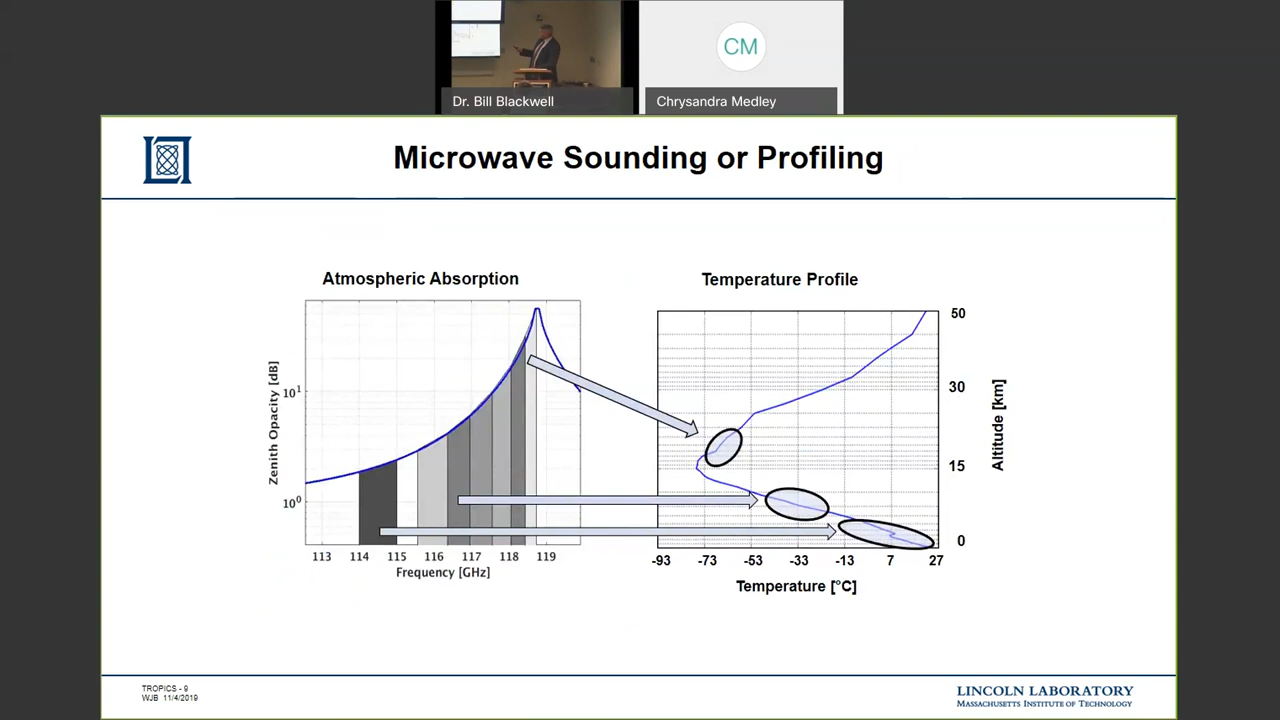 Dr. Bill Blackwell
CM
Chrysandra Medley
Microwave Sounding or Profiling
Atmospheric Absorption
Temperature Profile
Zenith Opacity [dB]
10¹
10⁰
113 114 115 116 117 118 119
Frequency [GHz]
50
30
15
0
Altitude [km]
-93 -73 -53 -33 -13 7 27
Temperature [°C]
TROPICS - 9
WJB 11/4/2019
LINCOLN LABORATORY
MASSACHUSETTS INSTITUTE OF TECHNOLOGY